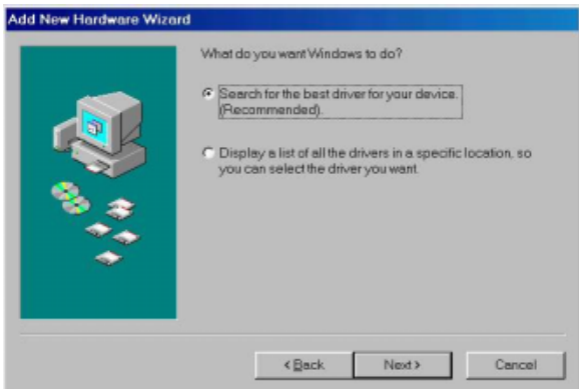 Add New Hardware Wizard
What do you want Windows to do?
Search for the best driver for your device.
(Recommended).
Display a list of all the drivers in a specific location, so
you can select the driver you want.
< Back
Next >
Cancel